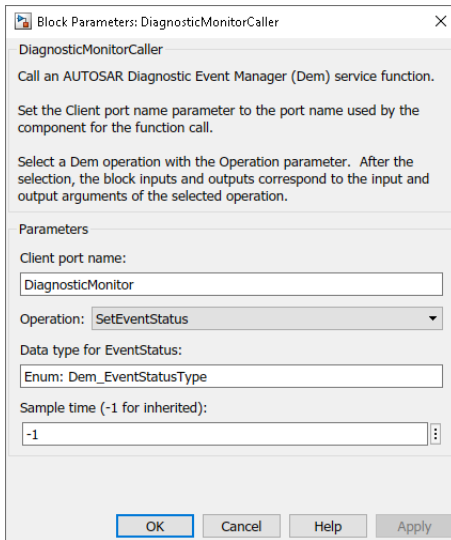 Block Parameters: DiagnosticMonitorCaller
DiagnosticMonitorCaller
Call an AUTOSAR Diagnostic Event Manager (Dem) service function.
Set the Client port name parameter to the port name used by the
component for the function call.
Select a Dem operation with the Operation parameter.  After the
selection, the block inputs and outputs correspond to the input and
output arguments of the selected operation.
Parameters
Client port name:
DiagnosticMonitor
Operation: SetEventStatus
Data type for EventStatus:
Enum: Dem_EventStatusType
Sample time (-1 for inherited):
-1
OK Cancel Help Apply